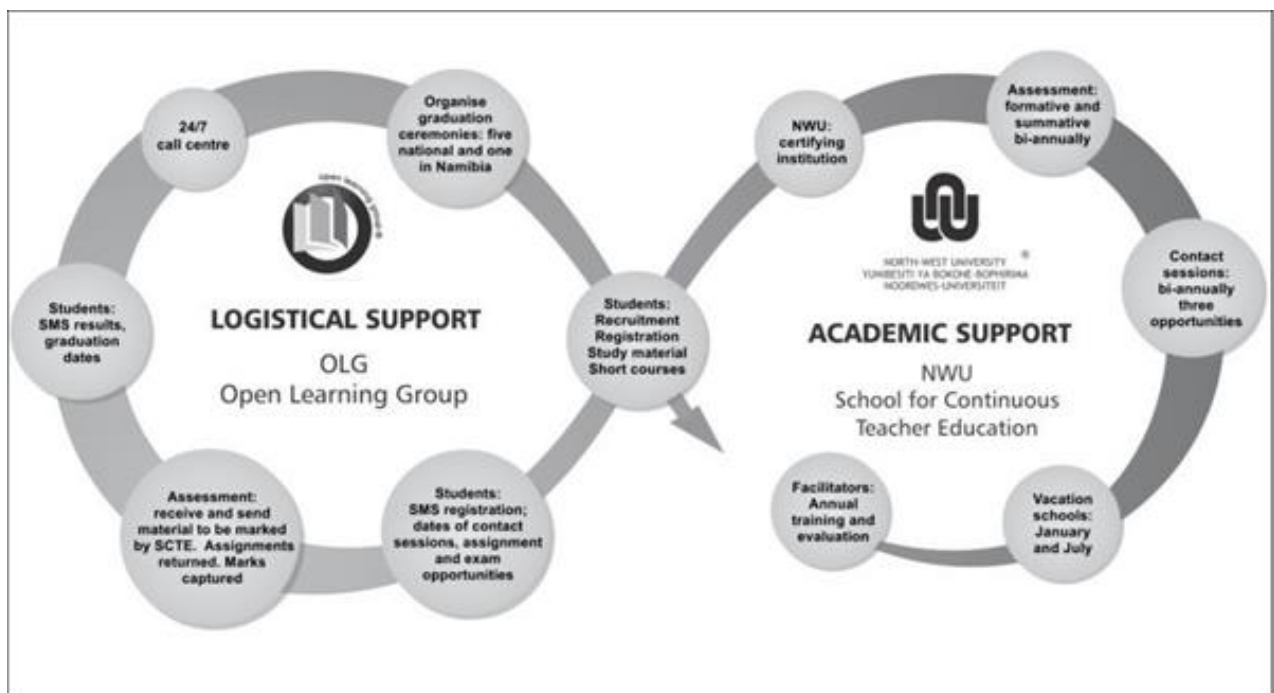 24/7
call centre
Organise
graduation
ceremonies: five
national and one
in Namibia
open learning group
Students:
SMS results,
graduation
dates
LOGISTICAL SUPPORT
OLG
Open Learning Group
Assessment:
receive and send
material to be marked
by SCTE. Assignments
returned. Marks
captured
Students:
SMS registration;
dates of contact
sessions, assignment
and exam
opportunities
Students:
Recruitment
Registration
Study material
Short courses
NWU:
certifying
institution
Assessment:
formative and
summative
bi-annually
NORTH-WEST UNIVERSITY ®
YUNIBESITI YA BOKONE-BOPHIRIMA
NOORDWES-UNIVERSITEIT
Contact
sessions:
bi-annually
three
opportunities
ACADEMIC SUPPORT
NWU
School for Continuous
Teacher Education
Facilitators:
Annual
training and
evaluation
Vacation
schools:
January
and July